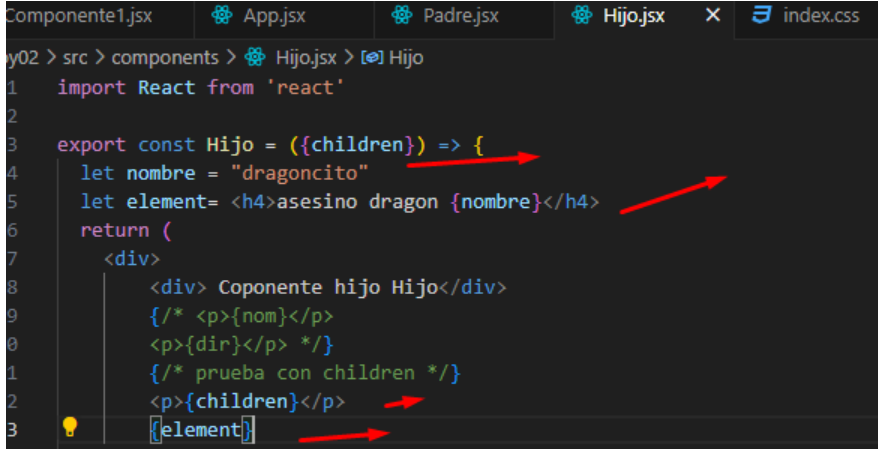 Componente1.jsx App.jsx Padre.jsx Hijo.jsx X index.css
oy02 > src > components > Hijo.jsx > Hijo
1 import React from 'react'
2
3 export const Hijo = ({children}) => {
4 let nombre = "dragoncito"
5 let element= <h4>asesino dragon {nombre}</h4>
6 return (
7 <div>
8 <div> Coponente hijo Hijo</div>
9 {/* <p>{nom}</p>
0 <p>{dir}</p> */}
1 {/* prueba con children */}
2 <p>{children}</p>
3 {element}